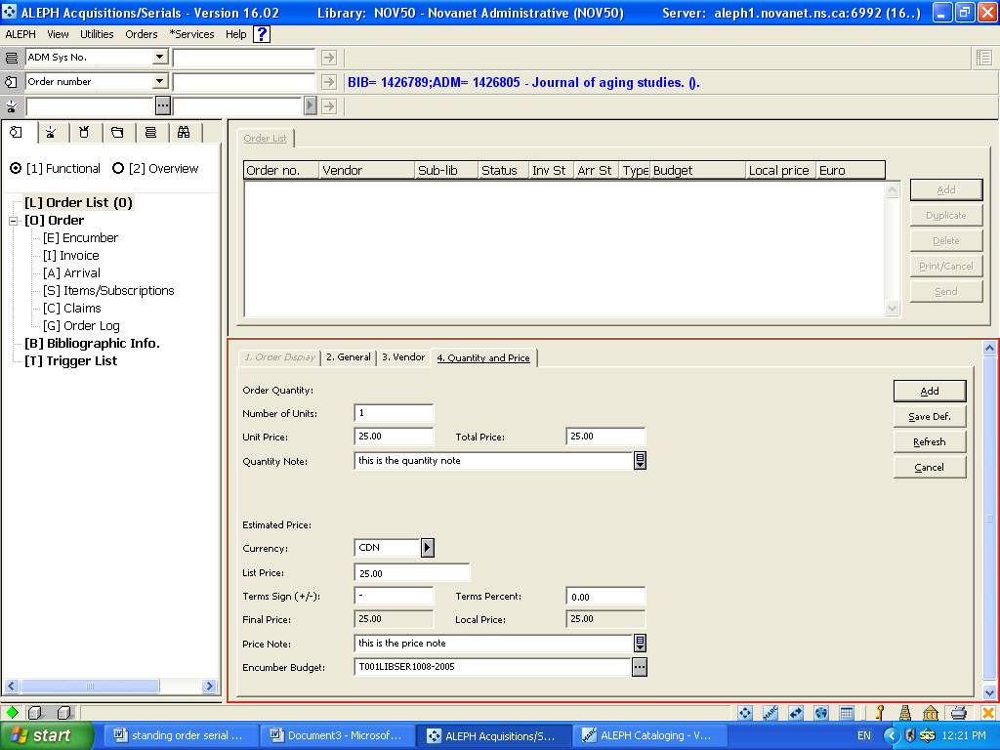 ALEPH Acquisitions/Serials - Version 16.02 Library: NOV50 - Novanet Administrative (NOV50) Server: aleph1.novanet.ns.ca:6992 (16..)
ALEPH View Utilities Orders *Services Help ?
ADM Sys No.
Order number BIB= 1426789;ADM= 1426805 - Journal of aging studies. ().
...
[1] Functional [2] Overview
[L] Order List (0)
[O] Order
[E] Encumber
[I] Invoice
[A] Arrival
[S] Items/Subscriptions
[C] Claims
[G] Order Log
[B] Bibliographic Info.
[T] Trigger List
Order List
Order no. Vendor Sub-lib Status Inv St Arr St Type Budget Local price Euro
Add
Duplicate
Delete
Print/Cancel
Send
1. Order Display 2. General 3. Vendor 4. Quantity and Price
Order Quantity:
Number of Units: 1
Unit Price: 25.00 Total Price: 25.00
Quantity Note: this is the quantity note
Estimated Price:
Currency: CDN
List Price: 25.00
Terms Sign (+/-): - Terms Percent: 0.00
Final Price: 25.00 Local Price: 25.00
Price Note: this is the price note
Encumber Budget: T001LIBSER1008-2005 ...
Add
Save Def.
Refresh
Cancel
MARC
start standing order serial ... Document3 - Microsof... ALEPH Acquisitions/S... ALEPH Cataloging - V... EN 12:21 PM